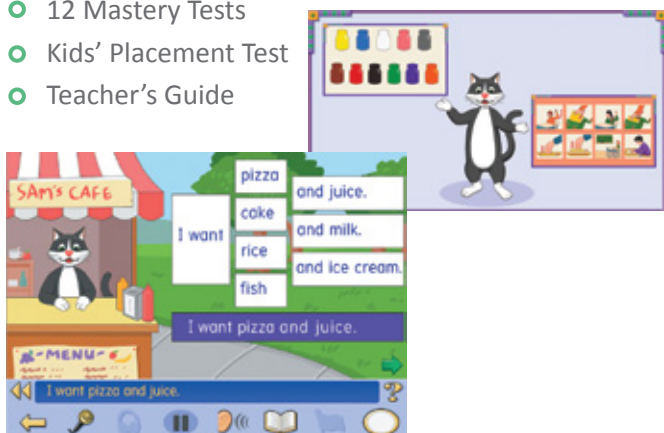 12 Mastery Tests
Kids’ Placement Test
Teacher’s Guide
SAM'S CAFE
I want
pizza
cake
rice
fish
and juice.
and milk.
and ice cream.
I want pizza and juice.
MENU
I want pizza and juice.